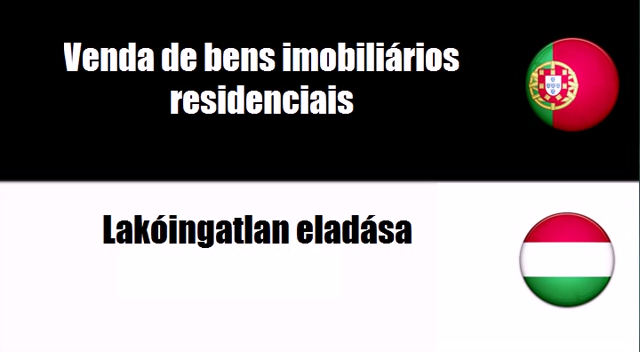 Venda de bens imobiliários
residenciais
Lakóingatlan eladása